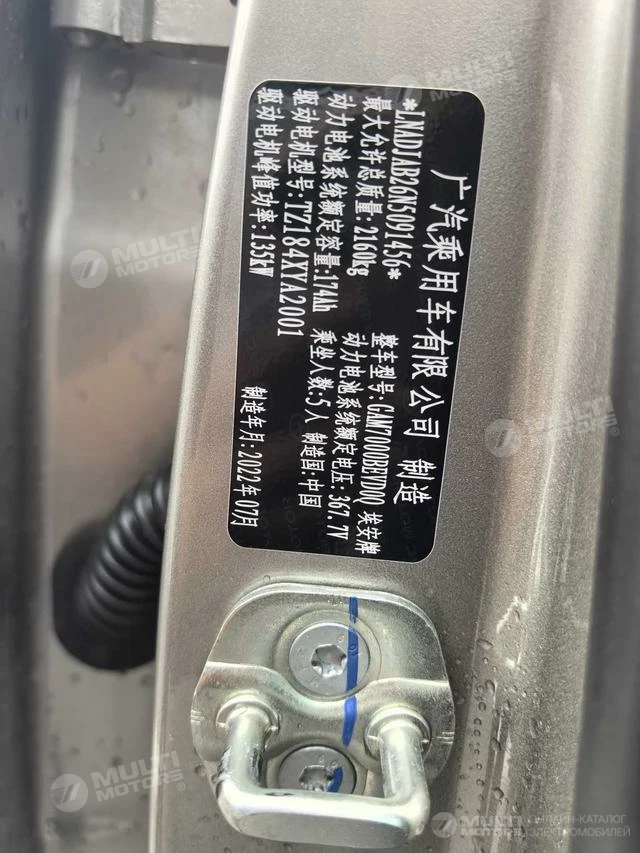 广汽乘用车有限公司 制造
*LNADJAB26N5091456*
整车型号:GAM7000BEVD0Q 埃安牌
最大允许总质量:2160kg
动力电池系统额定电压:367.7V
动力电池系统额定容量:174Ah
乘坐人数:5人 制造国:中国
驱动电机型号:TZ184XYA2001
驱动电机峰值功率:135kW
制造年月:2022年07月
MULTI MOTORS
MULTI MOTORS
MULTI MOTORS
MULTI MOTORS
MULTI MOTORS
ОНЛАЙН-КАТАЛОГ
ЭЛЕКТРОМОБИЛЕЙ